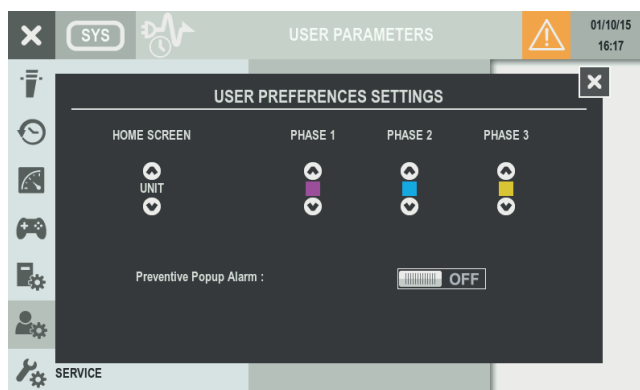 SYS
USER PARAMETERS
01/10/15
16:17
USER PREFERENCES SETTINGS
HOME SCREEN PHASE 1 PHASE 2 PHASE 3
UNIT
Preventive Popup Alarm : OFF
SERVICE